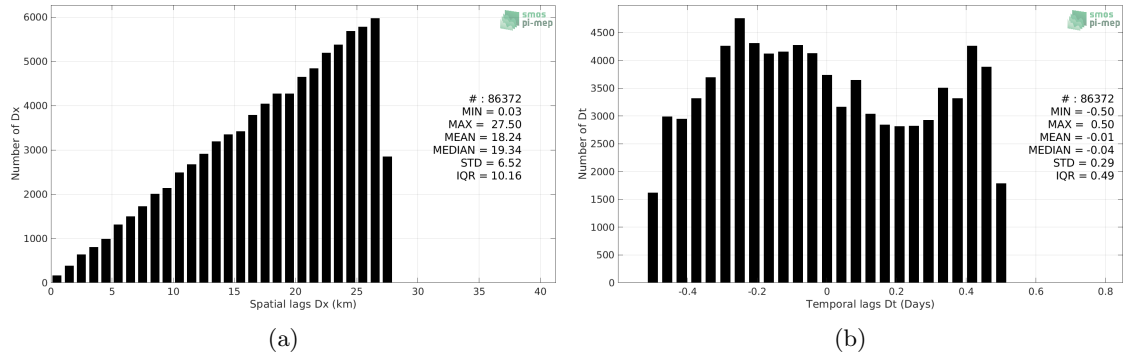 6000
5000
4000
3000
2000
1000
0
Number of Dx
smos
pi-mep
# : 86372
MIN = 0.03
MAX = 27.50
MEAN = 18.24
MEDIAN = 19.34
STD = 6.52
IQR = 10.16
0 5 10 15 20 25 30 35 40
Spatial lags Dx (km)
(a)
4500
4000
3500
3000
2500
2000
1500
1000
500
0
Number of Dt
smos
pi-mep
# : 86372
MIN = -0.50
MAX = 0.50
MEAN = -0.01
MEDIAN = -0.04
STD = 0.29
IQR = 0.49
-0.4 -0.2 0 0.2 0.4 0.6 0.8
Temporal lags Dt (Days)
(b)